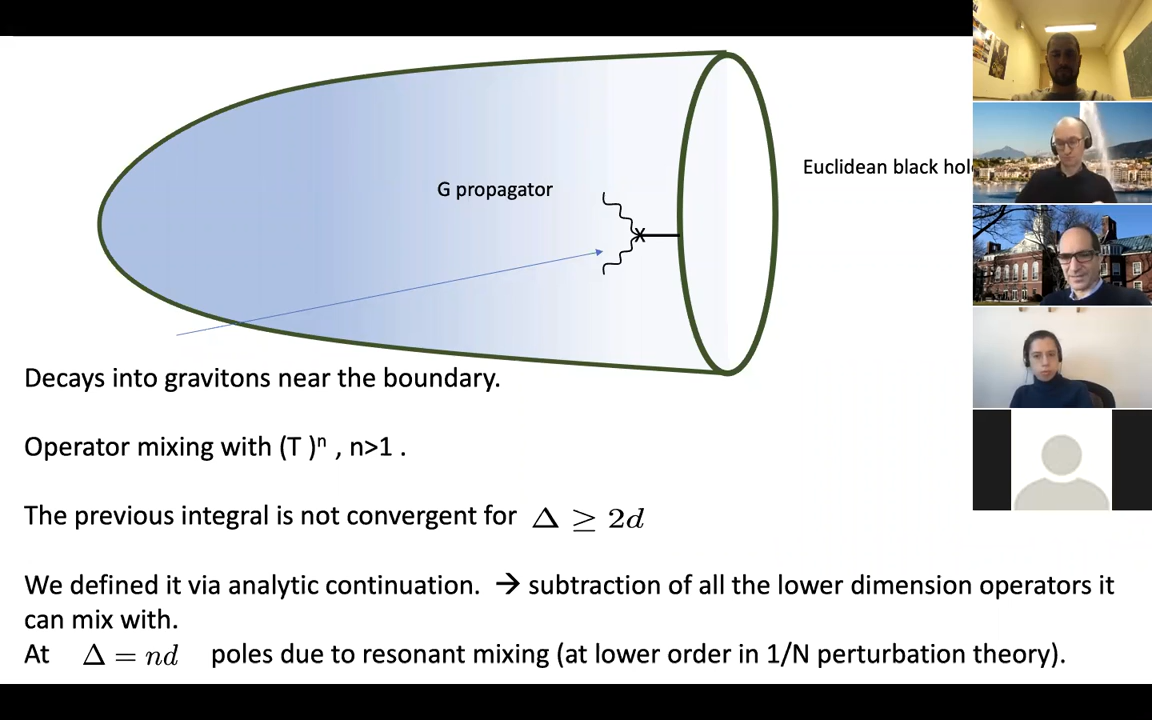 Euclidean black
G propagator
Decays into gravitons near the boundary.
Operator mixing with (T )ⁿ , n>1 .
The previous integral is not convergent for Δ ≥ 2d
We defined it via analytic continuation. → subtraction of all the lower dimension operators it
can mix with.
At Δ = nd poles due to resonant mixing (at lower order in 1/N perturbation theory).